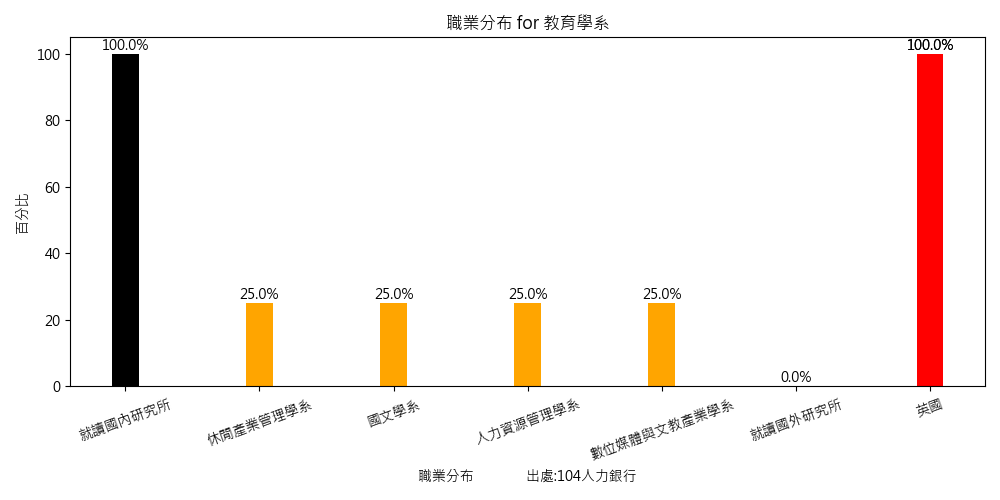 職業分布 for 教育學系
100.0%
25.0%
25.0%
25.0%
25.0%
0.0%
100.0%
百分比
100
80
60
40
20
0
就讀國內研究所
休閒產業管理學系
國文學系
人力資源管理學系
數位媒體與文教產業學系
就讀國外研究所
英國
職業分布 出處:104人力銀行